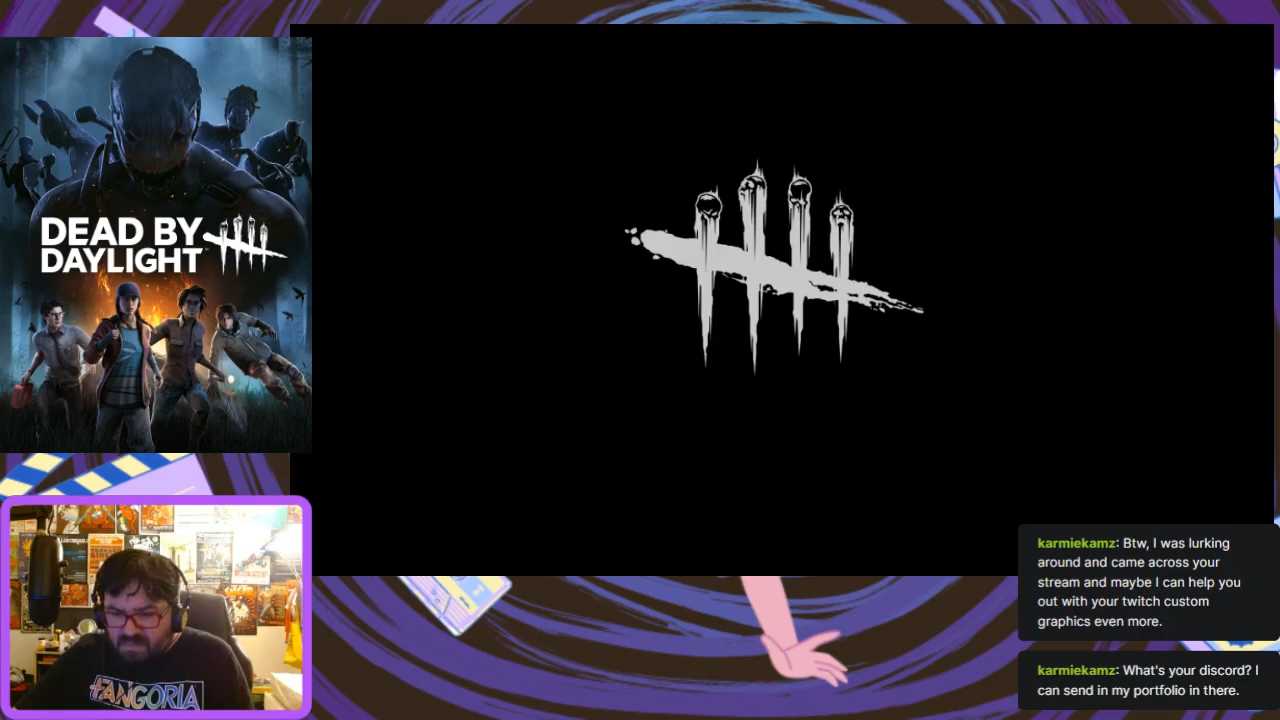 DEAD BY
DAYLIGHT
FANGORIA
karmiekamz: Btw, I was lurking
around and came across your
stream and maybe I can help you
out with your twitch custom
graphics even more.
karmiekamz: What's your discord? I
can send in my portfolio in there.